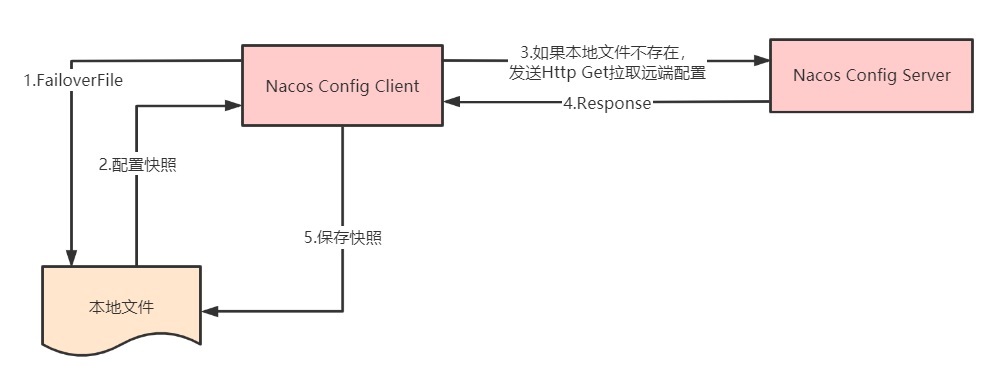 1.FailoverFile
Nacos Config Client
3.如果本地文件不存在，
发送Http Get拉取远端配置
Nacos Config Server
4.Response
2.配置快照
5.保存快照
本地文件